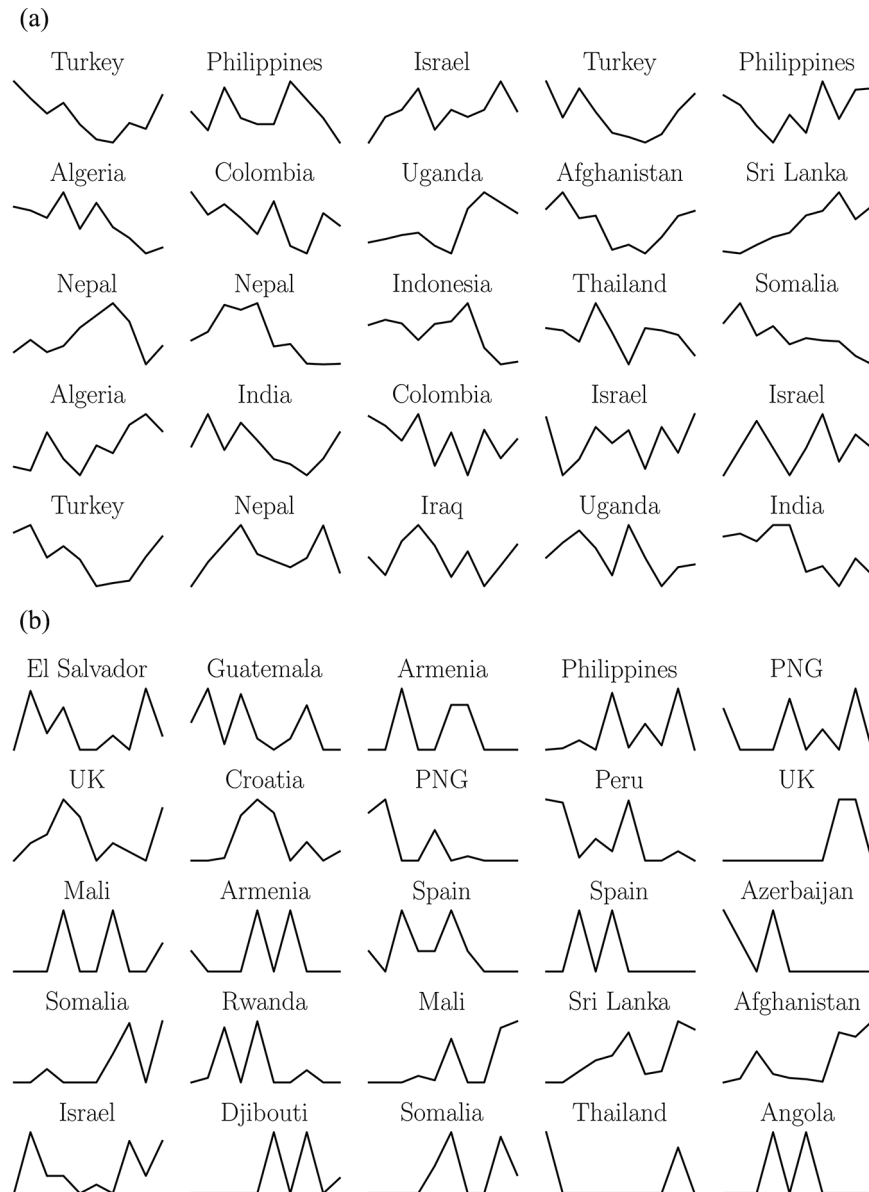 (a)
Turkey Philippines Israel Turkey Philippines
Algeria Colombia Uganda Afghanistan Sri Lanka
Nepal Nepal Indonesia Thailand Somalia
Algeria India Colombia Israel Israel
Turkey Nepal Iraq Uganda India
(b)
El Salvador Guatemala Armenia Philippines PNG
UK Croatia PNG Peru UK
Mali Armenia Spain Spain Azerbaijan
Somalia Rwanda Mali Sri Lanka Afghanistan
Israel Djibouti Somalia Thailand Angola